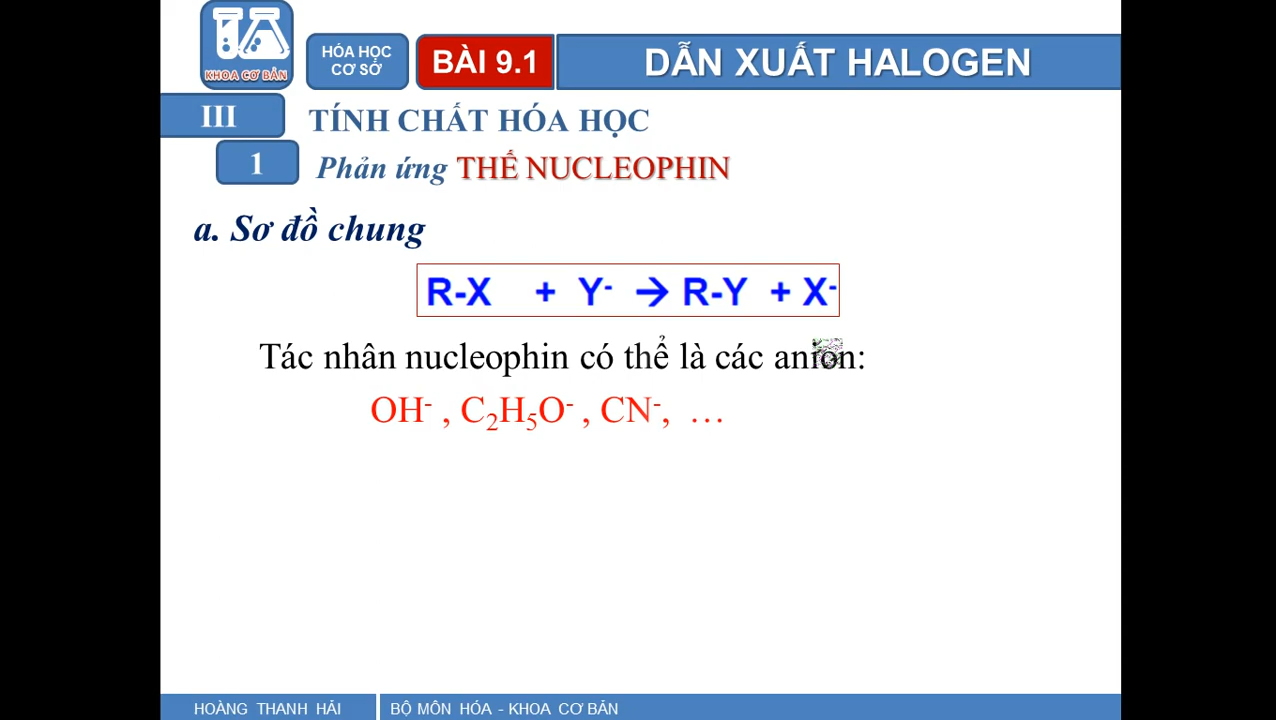 KHOA CƠ BẢN
HÓA HỌC
CƠ SỞ
BÀI 9.1
DẪN XUẤT HALOGEN
III
TÍNH CHẤT HÓA HỌC
1
Phản ứng THẾ NUCLEOPHIN
a. Sơ đồ chung
R-X + Y⁻ → R-Y + X⁻
Tác nhân nucleophin có thể là các anion:
OH⁻ , C₂H₅O⁻ , CN⁻, …
HOÀNG THANH HẢI
BỘ MÔN HÓA - KHOA CƠ BẢN